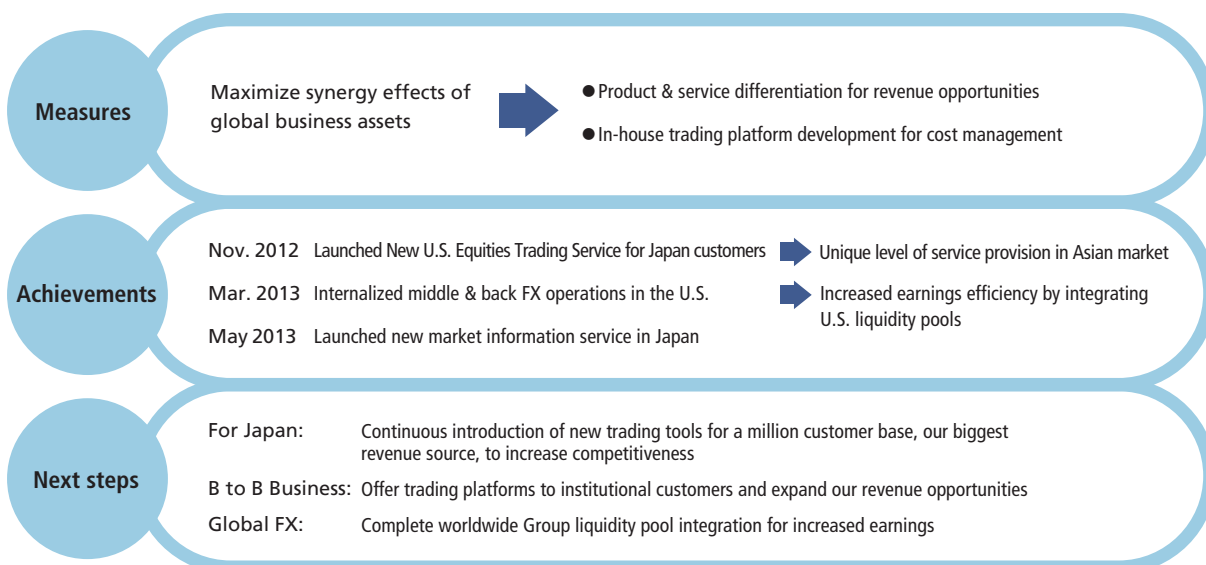 Measures
Maximize synergy effects of
global business assets
● Product & service differentiation for revenue opportunities
● In-house trading platform development for cost management
Achievements
Nov. 2012 Launched New U.S. Equities Trading Service for Japan customers
Unique level of service provision in Asian market
Mar. 2013 Internalized middle & back FX operations in the U.S.
Increased earnings efficiency by integrating
U.S. liquidity pools
May 2013 Launched new market information service in Japan
Next steps
For Japan: Continuous introduction of new trading tools for a million customer base, our biggest
revenue source, to increase competitiveness
B to B Business: Offer trading platforms to institutional customers and expand our revenue opportunities
Global FX: Complete worldwide Group liquidity pool integration for increased earnings